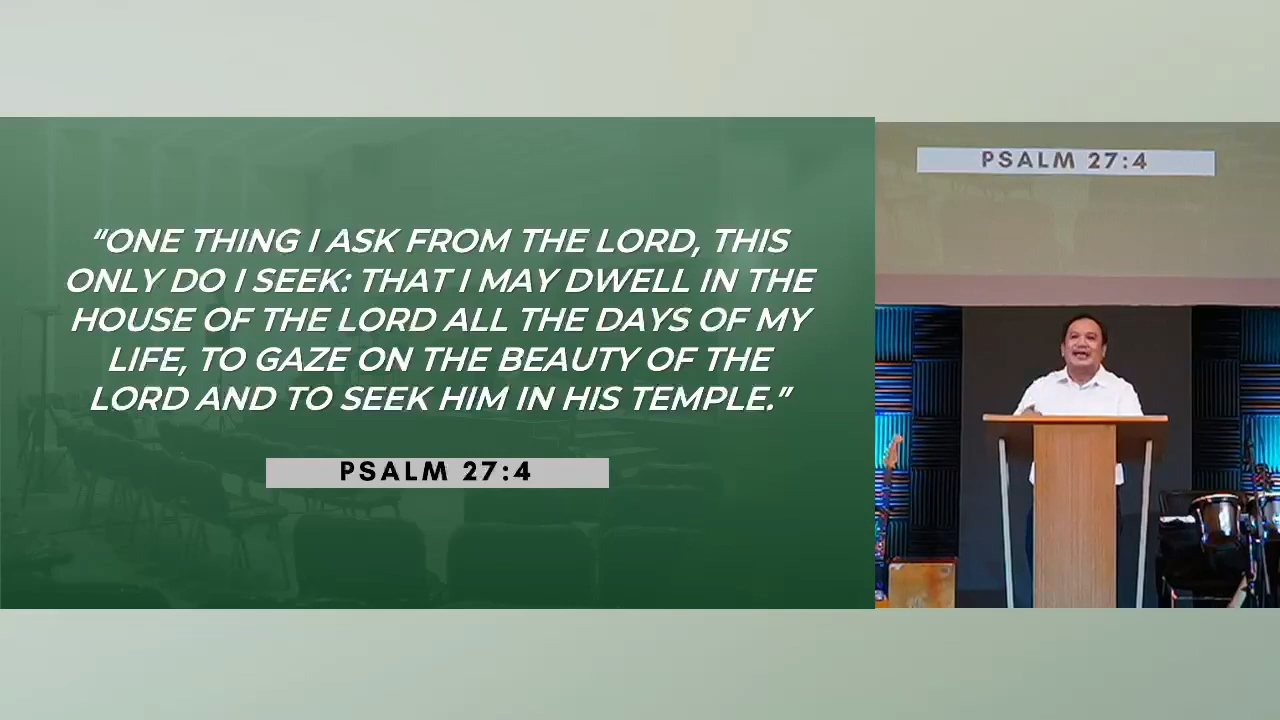 “ONE THING I ASK FROM THE LORD, THIS
ONLY DO I SEEK: THAT I MAY DWELL IN THE
HOUSE OF THE LORD ALL THE DAYS OF MY
LIFE, TO GAZE ON THE BEAUTY OF THE
LORD AND TO SEEK HIM IN HIS TEMPLE.”
PSALM 27:4
PSALM 27:4